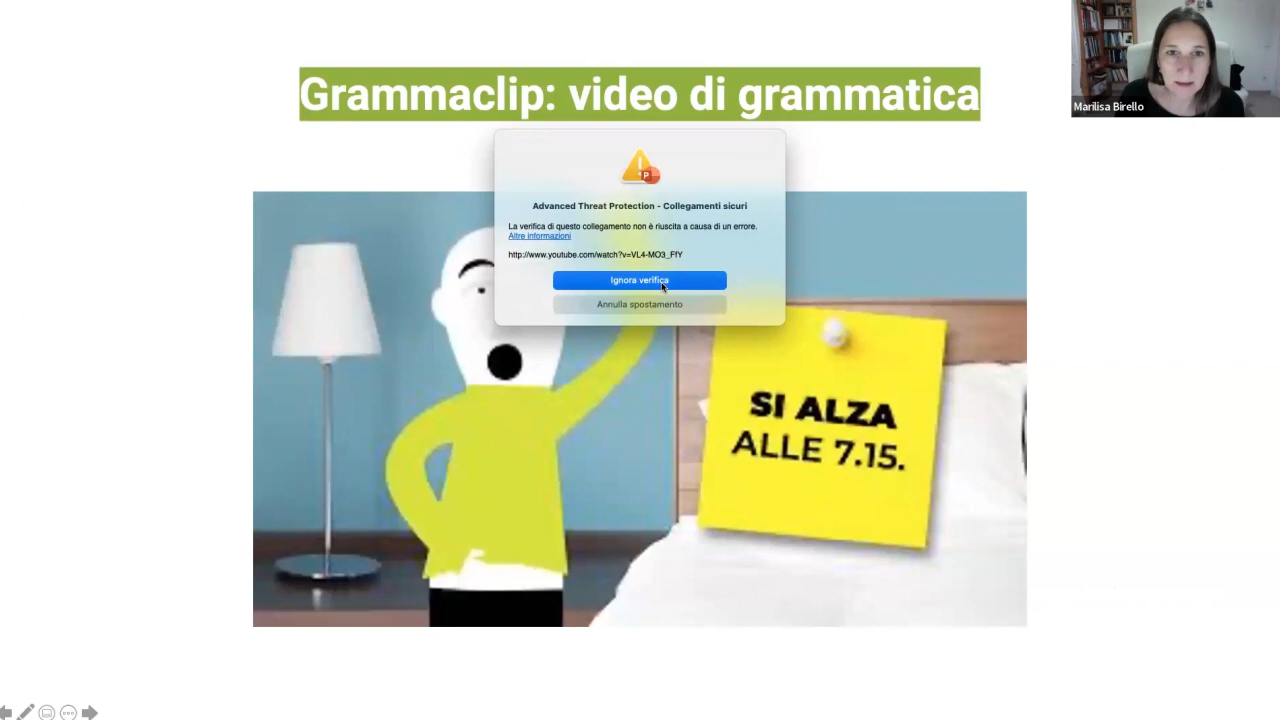 Grammaclip: video di grammatica
Marilisa Birello
P
Advanced Threat Protection - Collegamenti sicuri
La verifica di questo collegamento non è riuscita a causa di un errore.
Altre informazioni
http://www.youtube.com/watch?v=VL4-MO3_FfY
Ignora verifica
Annulla spostamento
SI ALZA
ALLE 7.15.